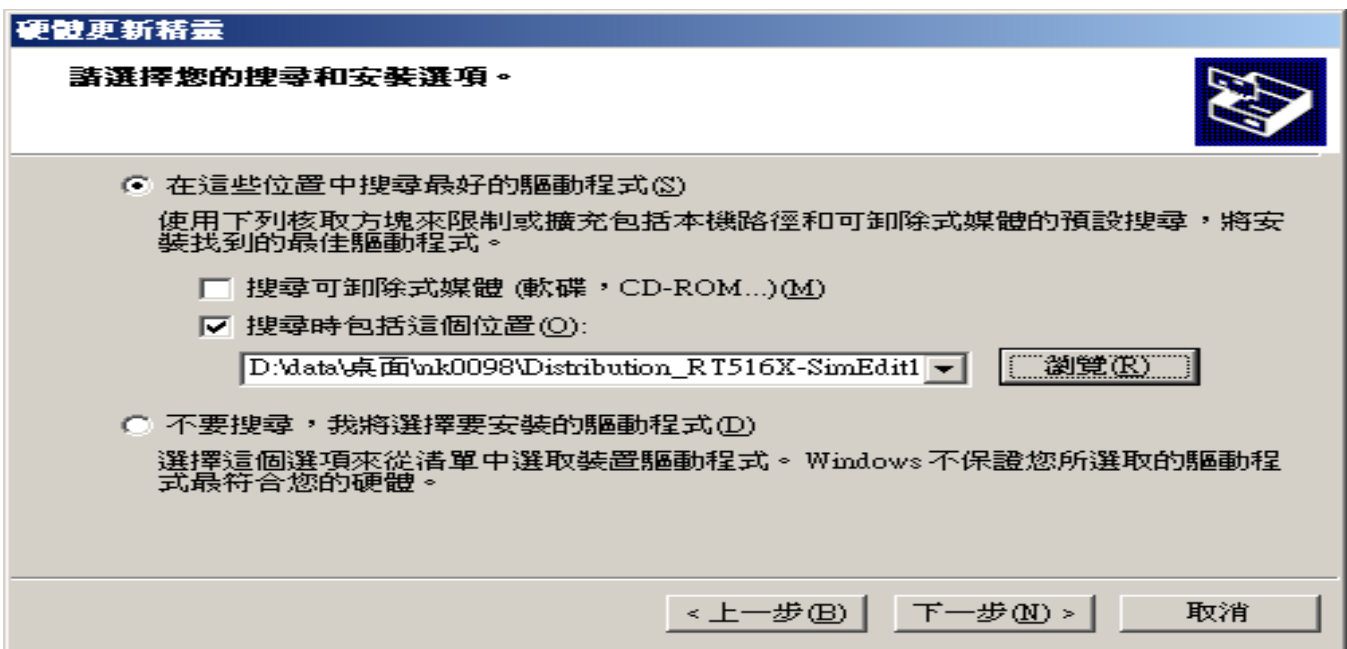 硬體更新精靈
請選擇您的搜尋和安裝選項。
在這些位置中搜尋最好的驅動程式(S)
使用下列核取方塊來限制或擴充包括本機路徑和可卸除式媒體的預設搜尋，將安
裝找到的最佳驅動程式。
搜尋可卸除式媒體 (軟碟，CD-ROM...)(M)
搜尋時包括這個位置(O):
D:\data\桌面\nk0098\Distribution_RT516X-SimEdit1 瀏覽(R)
不要搜尋，我將選擇要安裝的驅動程式(D)
選擇這個選項來從清單中選取裝置驅動程式。Windows 不保證您所選取的驅動程
式最符合您的硬體。
< 上一步(B) 下一步(N) > 取消